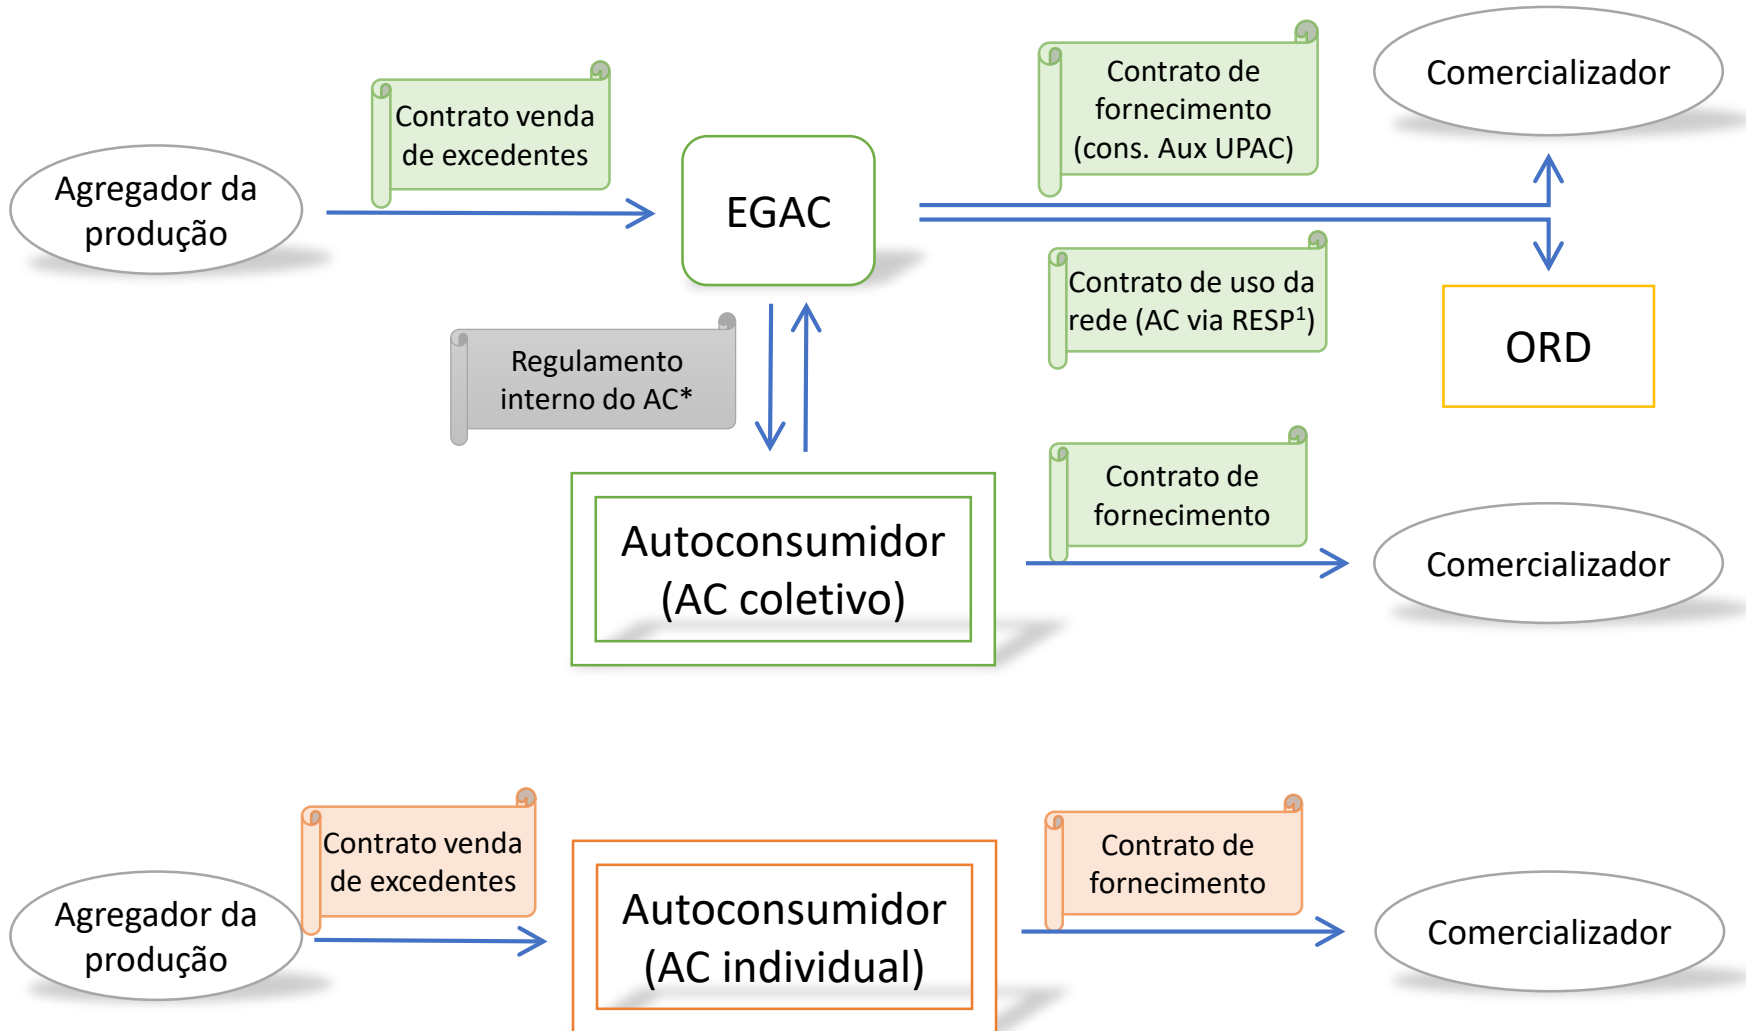 Agregador da
produção
Contrato venda
de excedentes
EGAC
Contrato de
fornecimento
(cons. Aux UPAC)
Comercializador
Contrato de uso da
rede (AC via RESP¹)
ORD
Regulamento
interno do AC*
Autoconsumidor
(AC coletivo)
Contrato de
fornecimento
Comercializador
Agregador da
produção
Contrato venda
de excedentes
Autoconsumidor
(AC individual)
Contrato de
fornecimento
Comercializador